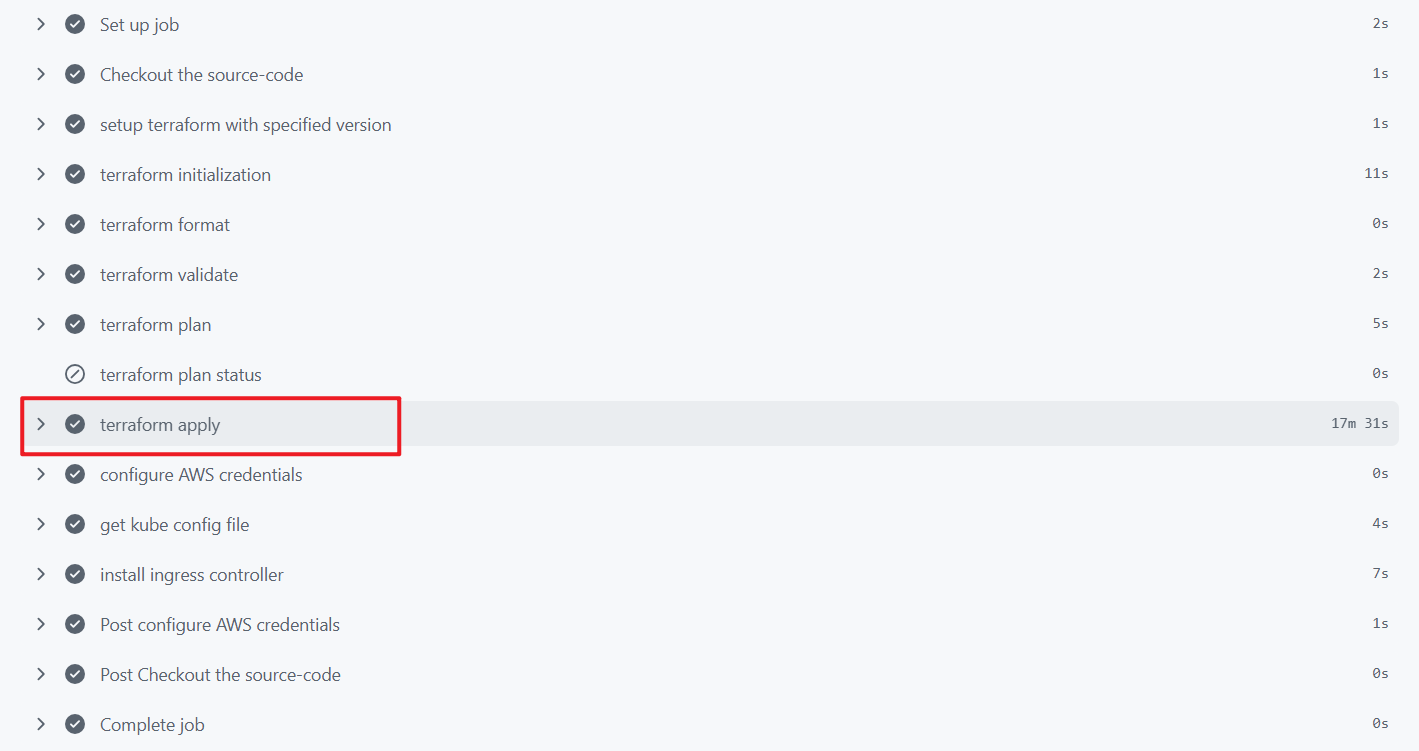 Set up job 2s
Checkout the source-code 1s
setup terraform with specified version 1s
terraform initialization 11s
terraform format 0s
terraform validate 2s
terraform plan 5s
terraform plan status 0s
terraform apply 17m 31s
configure AWS credentials 0s
get kube config file 4s
install ingress controller 7s
Post configure AWS credentials 1s
Post Checkout the source-code 0s
Complete job 0s